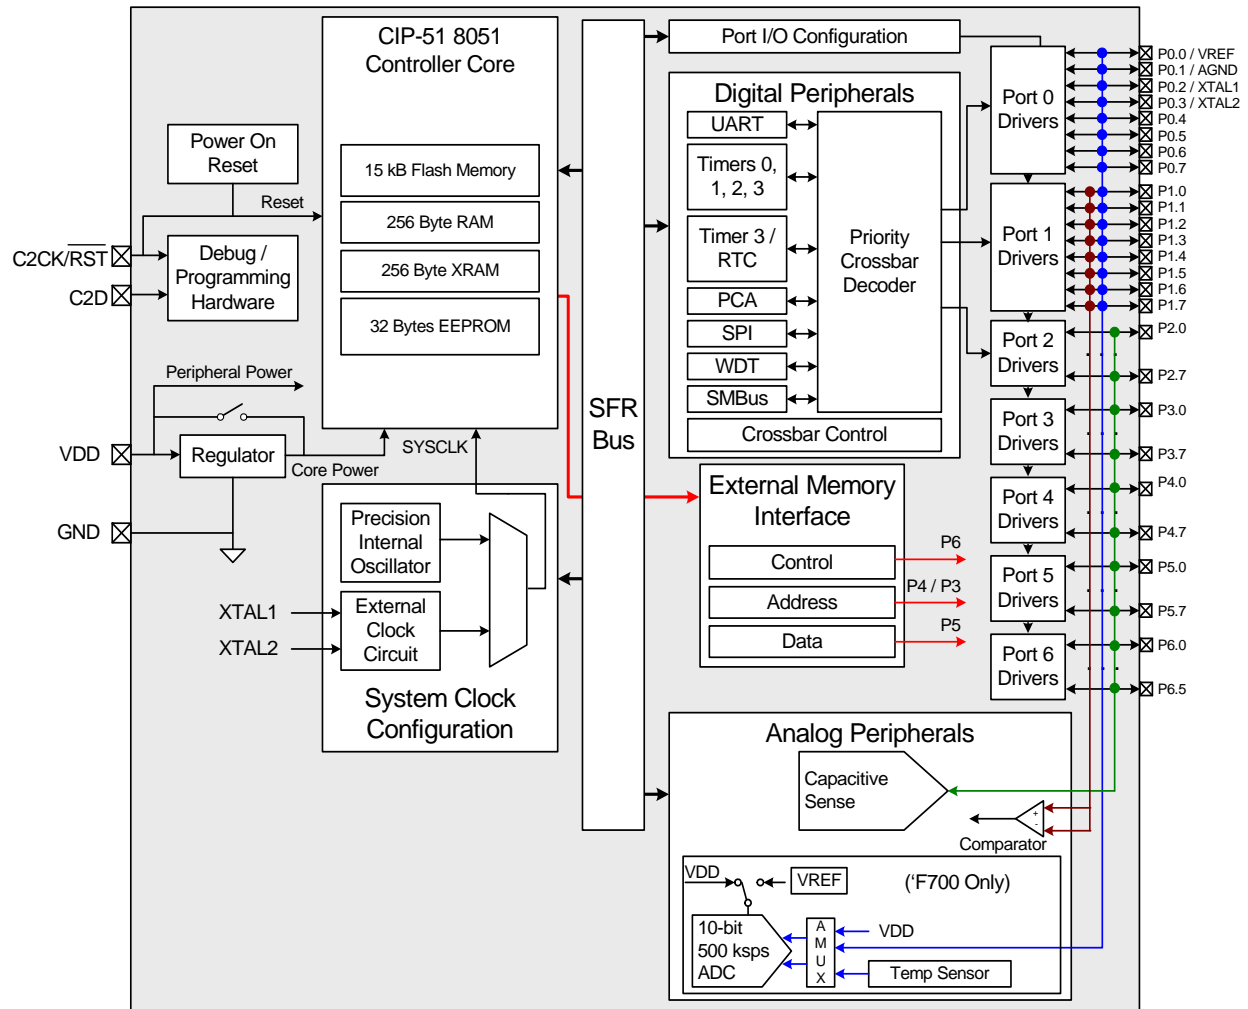 CIP-51 8051
Controller Core
15 kB Flash Memory
256 Byte RAM
256 Byte XRAM
32 Bytes EEPROM
Power On
Reset
Reset
C2CK/RST
C2D
Debug /
Programming
Hardware
Peripheral Power
VDD
Regulator
Core Power
SYSCLK
GND
Precision
Internal
Oscillator
XTAL1
XTAL2
External
Clock
Circuit
System Clock
Configuration
SFR
Bus
Port I/O Configuration
Digital Peripherals
UART
Timers 0,
1, 2, 3
Timer 3 /
RTC
PCA
SPI
WDT
SMBus
Priority
Crossbar
Decoder
Crossbar Control
External Memory
Interface
Control
Address
Data
P6
P4 / P3
P5
Port 0
Drivers
Port 1
Drivers
Port 2
Drivers
Port 3
Drivers
Port 4
Drivers
Port 5
Drivers
Port 6
Drivers
P0.0 / VREF
P0.1 / AGND
P0.2 / XTAL1
P0.3 / XTAL2
P0.4
P0.5
P0.6
P0.7
P1.0
P1.1
P1.2
P1.3
P1.4
P1.5
P1.6
P1.7
P2.0
P2.7
P3.0
P3.7
P4.0
P4.7
P5.0
P5.7
P6.0
P6.5
Analog Peripherals
Capacitive
Sense
+
-
Comparator
VDD
VREF
('F700 Only)
10-bit
500 ksps
ADC
A
M
U
X
VDD
Temp Sensor